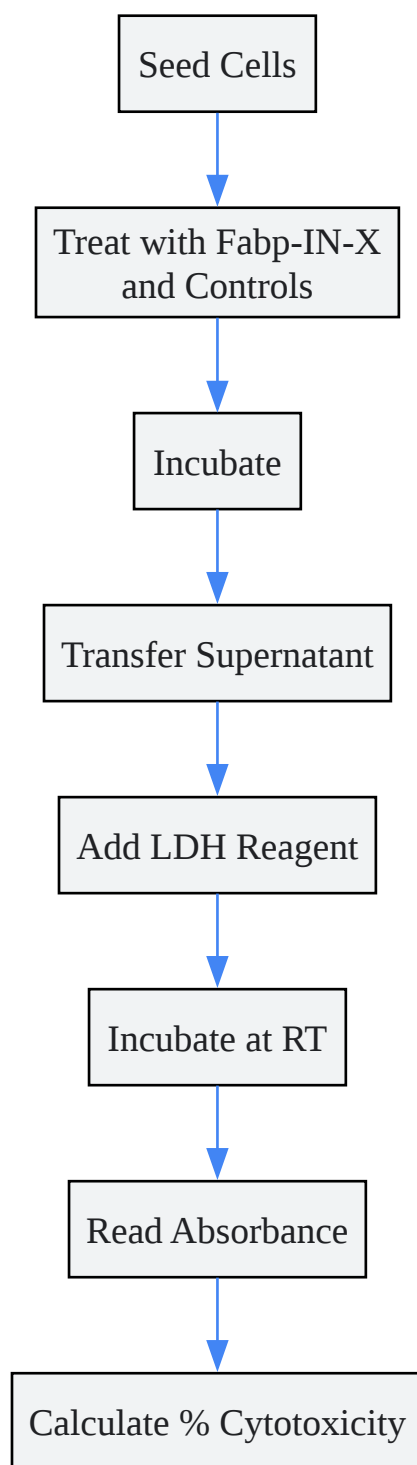 Seed Cells
Treat with Fabp-IN-X
and Controls
Incubate
Transfer Supernatant
Add LDH Reagent
Incubate at RT
Read Absorbance
Calculate % Cytotoxicity